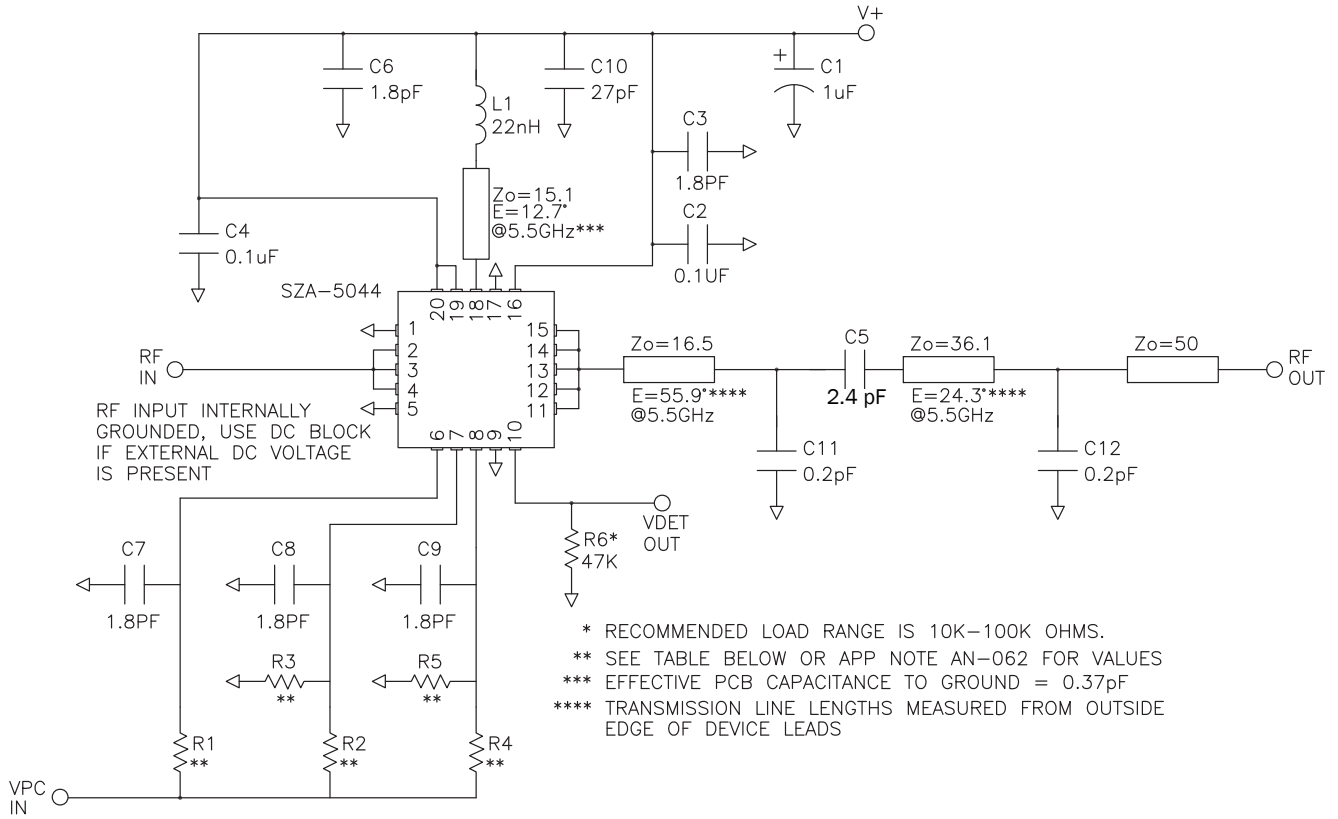 V+
+
C6
1.8pF
C10
27pF
C1
1uF
L1
22nH
C3
1.8PF
Zo=15.1
E=12.7°
@5.5GHz***
C2
0.1UF
C4
0.1uF
SZA-5044
20
19
18
17
16
1
2
3
4
5
15
14
13
12
11
6
7
8
9
10
RF
IN
RF INPUT INTERNALLY
GROUNDED, USE DC BLOCK
IF EXTERNAL DC VOLTAGE
IS PRESENT
Zo=16.5
E=55.9°****
@5.5GHz
C5
2.4 pF
Zo=36.1
E=24.3°****
@5.5GHz
Zo=50
RF
OUT
C11
0.2pF
C12
0.2pF
VDET
OUT
R6*
47K
C7
1.8PF
C8
1.8PF
C9
1.8PF
R3
**
R5
**
R1
**
R2
**
R4
**
VPC
IN
* RECOMMENDED LOAD RANGE IS 10K-100K OHMS.
** SEE TABLE BELOW OR APP NOTE AN-062 FOR VALUES
*** EFFECTIVE PCB CAPACITANCE TO GROUND = 0.37pF
**** TRANSMISSION LINE LENGTHS MEASURED FROM OUTSIDE
EDGE OF DEVICE LEADS